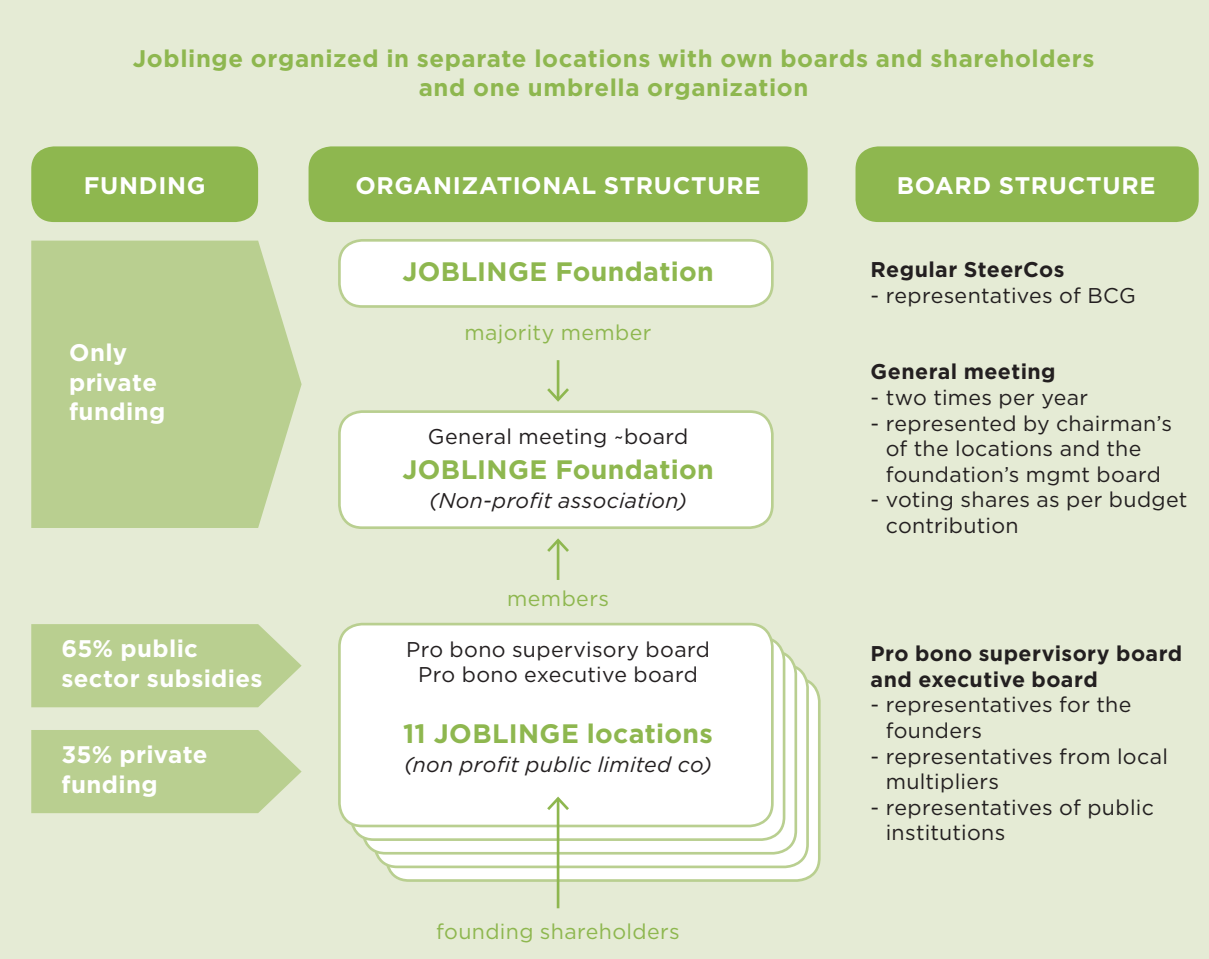 Joblinge organized in separate locations with own boards and shareholders
and one umbrella organization
FUNDING
ORGANIZATIONAL STRUCTURE
BOARD STRUCTURE
Only
private
funding
JOBLINGE Foundation
majority member
General meeting ~board
JOBLINGE Foundation
(Non-profit association)
members
Regular SteerCos
- representatives of BCG
General meeting
- two times per year
- represented by chairman’s
of the locations and the
foundation’s mgmt board
- voting shares as per budget
contribution
65% public
sector subsidies
35% private
funding
Pro bono supervisory board
Pro bono executive board
11 JOBLINGE locations
(non profit public limited co)
founding shareholders
Pro bono supervisory board
and executive board
- representatives for the
founders
- representatives from local
multipliers
- representatives of public
institutions